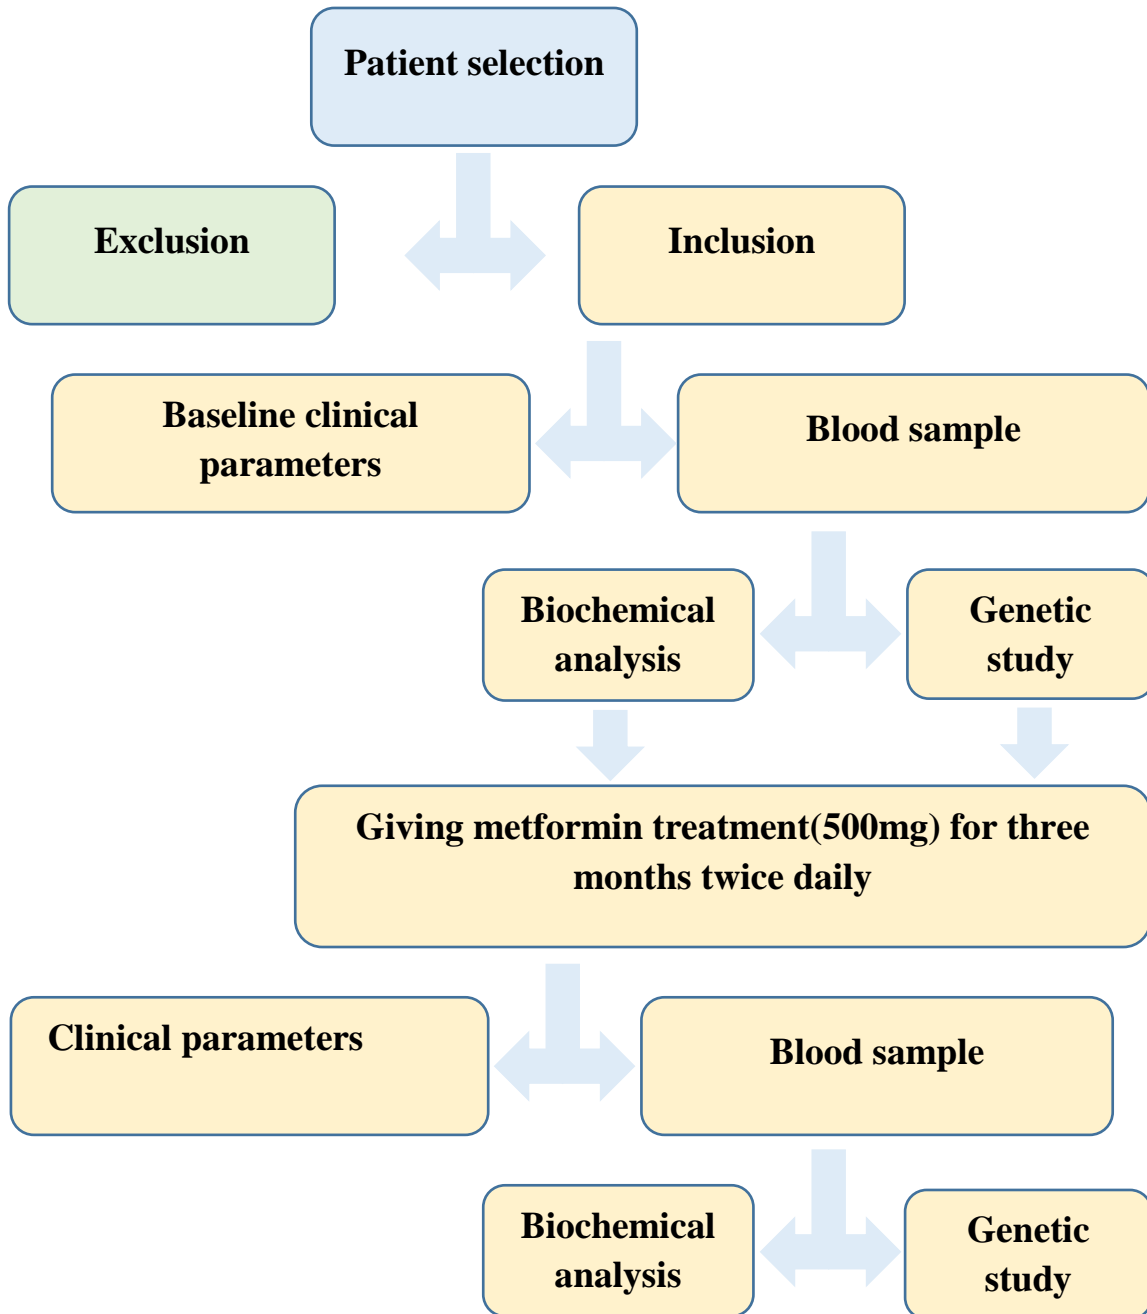 Patient selection
Exclusion
Inclusion
Baseline clinical
parameters
Blood sample
Biochemical
analysis
Genetic
study
Giving metformin treatment(500mg) for three
months twice daily
Clinical parameters
Blood sample
Biochemical
analysis
Genetic
study